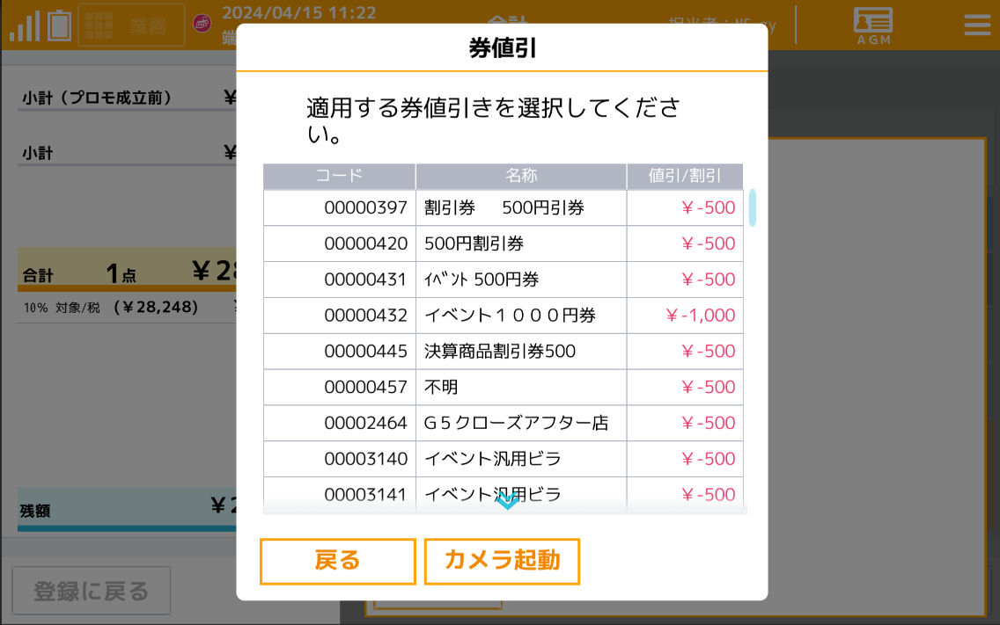 業務
2024/04/15 11:22
端
合計
担当者：NS
zy
AGM
小計（プロモ成立前） ¥
小計 ¥
合計 1点 ¥28
10% 対象/税 (¥28,248)
残額 ¥2
登録に戻る
券値引
適用する券値引きを選択してくださ
い。
コード 名称 値引/割引
00000397 割引券　500円引券 ¥-500
00000420 500円割引券 ¥-500
00000431 ｲﾍﾞﾝﾄ 500円券 ¥-500
00000432 イベント１０００円券 ¥-1,000
00000445 決算商品割引券500 ¥-500
00000457 不明 ¥-500
00002464 Ｇ５クローズアフター店 ¥-500
00003140 イベント汎用ビラ ¥-500
00003141 イベント汎用ビラ ¥-500
戻る カメラ起動